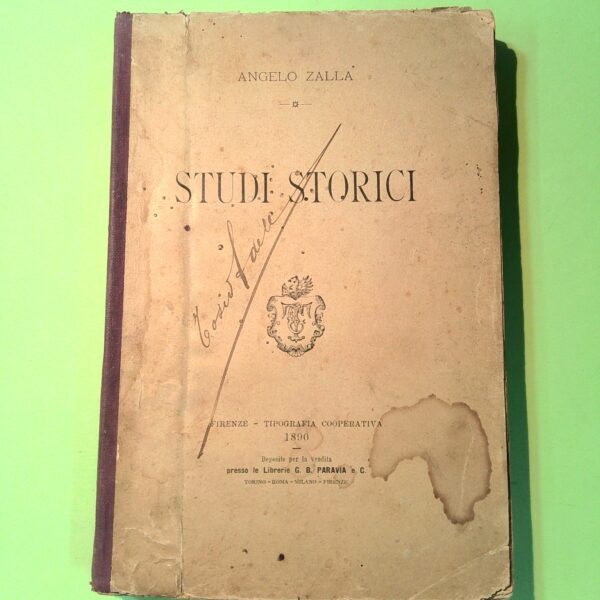 ANGELO ZALLA
STUDI STORICI
FIRENZE - TIPOGRAFIA COOPERATIVA
1890
Deposito per la vendita
presso le Librerie G. B. PARAVIA e C.
TORINO - ROMA - MILANO - FIRENZE